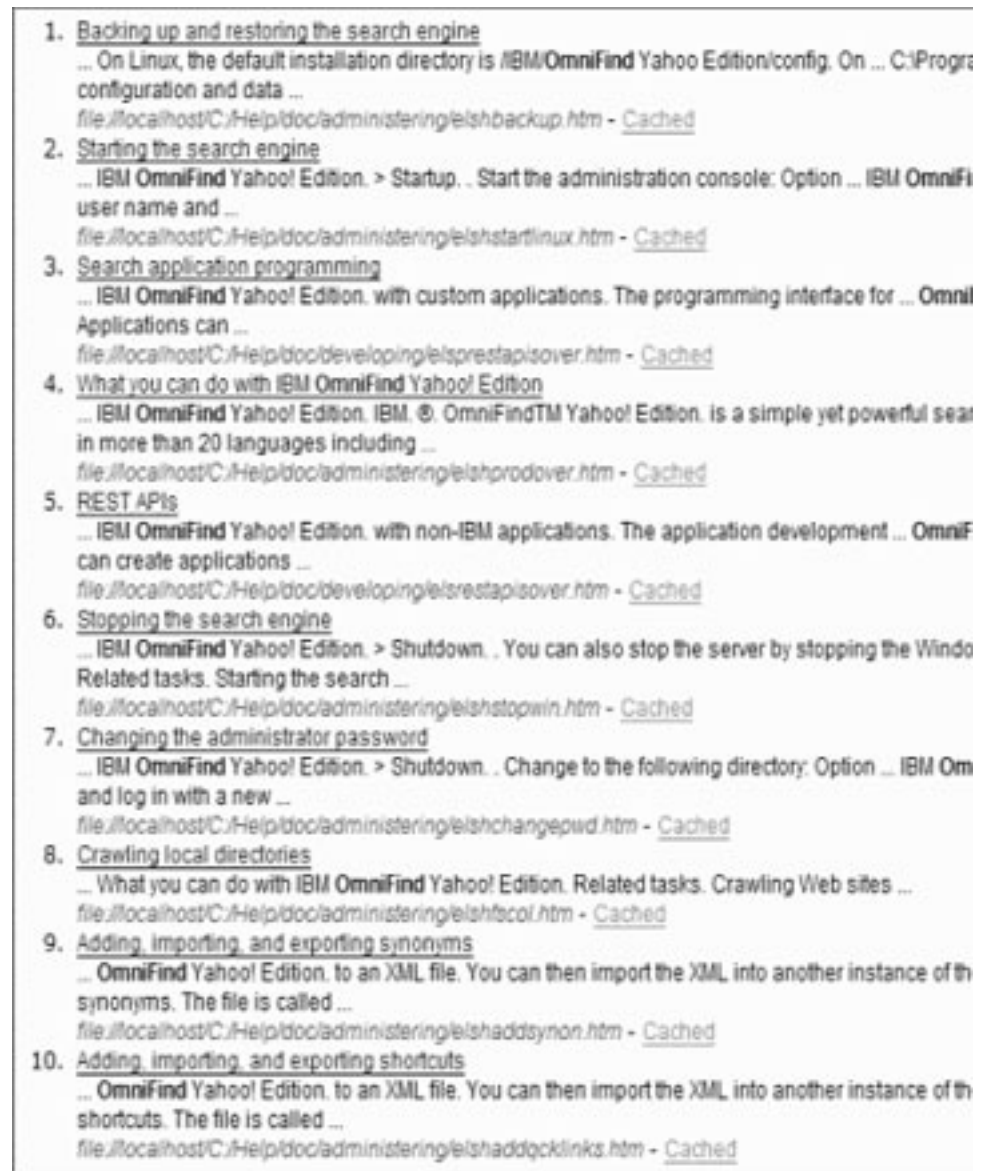 1. Backing up and restoring the search engine
... On Linux, the default installation directory is /IBM/OmniFind Yahoo Edition/config. On ... C:\Progra
configuration and data ...
file://localhost/C:/Help/doc/administering/elshbackup.htm - Cached
2. Starting the search engine
... IBM OmniFind Yahoo! Edition. > Startup. . Start the administration console: Option ... IBM OmniFi
user name and ...
file://localhost/C:/Help/doc/administering/elshstartlinux.htm - Cached
3. Search application programming
... IBM OmniFind Yahoo! Edition. with custom applications. The programming interface for ... Omni
Applications can ...
file://localhost/C:/Help/doc/developing/elsprestapisover.htm - Cached
4. What you can do with IBM OmniFind Yahoo! Edition
... IBM OmniFind Yahoo! Edition. IBM. ®. OmniFindTM Yahoo! Edition. is a simple yet powerful sear
in more than 20 languages including ...
file://localhost/C:/Help/doc/administering/elshprodover.htm - Cached
5. REST APIs
... IBM OmniFind Yahoo! Edition. with non-IBM applications. The application development ... OmniF
can create applications ...
file://localhost/C:/Help/doc/developing/elsrestapisover.htm - Cached
6. Stopping the search engine
... IBM OmniFind Yahoo! Edition. > Shutdown. . You can also stop the server by stopping the Windo
Related tasks. Starting the search ...
file://localhost/C:/Help/doc/administering/elshstopwin.htm - Cached
7. Changing the administrator password
... IBM OmniFind Yahoo! Edition. > Shutdown. . Change to the following directory: Option ... IBM Om
and log in with a new ...
file://localhost/C:/Help/doc/administering/elshchangepwd.htm - Cached
8. Crawling local directories
... What you can do with IBM OmniFind Yahoo! Edition. Related tasks. Crawling Web sites ...
file://localhost/C:/Help/doc/administering/elshfscol.htm - Cached
9. Adding, importing, and exporting synonyms
... OmniFind Yahoo! Edition. to an XML file. You can then import the XML into another instance of th
synonyms. The file is called ...
file://localhost/C:/Help/doc/administering/elshaddsynon.htm - Cached
10. Adding, importing, and exporting shortcuts
... OmniFind Yahoo! Edition. to an XML file. You can then import the XML into another instance of th
shortcuts. The file is called ...
file://localhost/C:/Help/doc/administering/elshaddqcklinks.htm - Cached